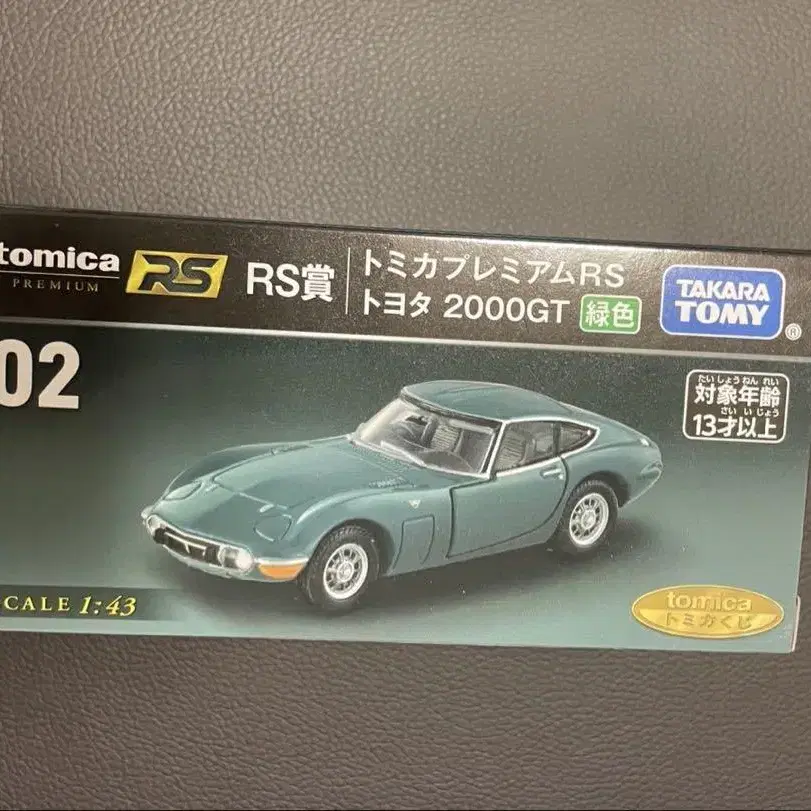 tomica
PREMIUM
RS
RS賞
トミカプレミアムRS
トヨタ 2000GT 緑色
TAKARA
TOMY
®
02
たいしょうねんれい
対象年齢
さいいじょう
13才以上
CALE 1:43
tomica
トミカくじ